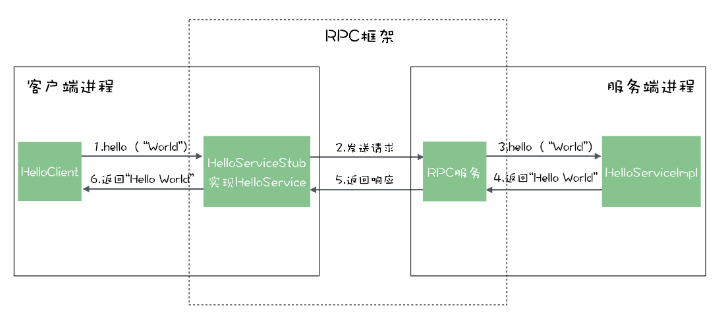 RPC框架
客户端进程
服务端进程
1.hello（“World”）
2.发送请求
3.hello（“World”）
HelloClient
HelloServiceStub
实现HelloService
RPC服务
HelloServiceImpl
6.返回“Hello World”
5.返回响应
4.返回“Hello World”